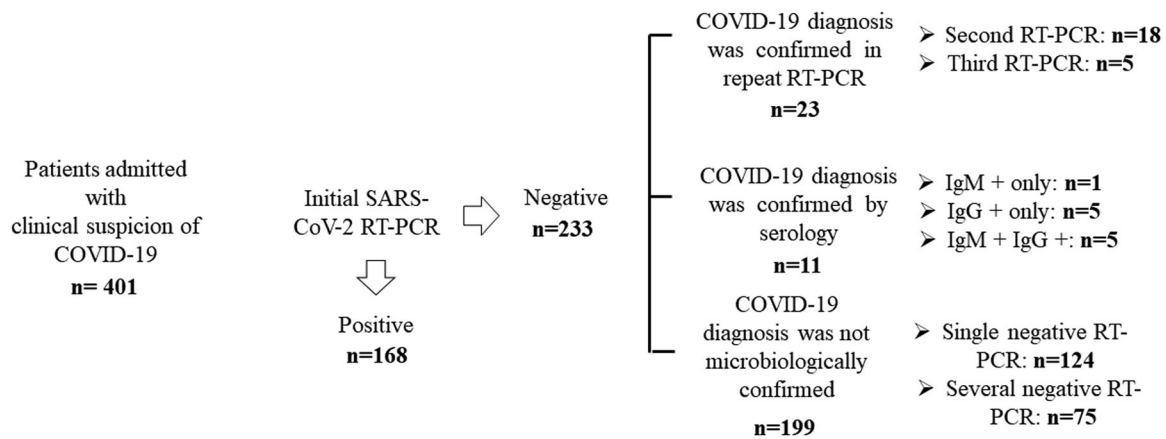 Patients admitted
with
clinical suspicion of
COVID-19
n= 401
Initial SARS-
CoV-2 RT-PCR
Positive
n=168
Negative
n=233
COVID-19 diagnosis
was confirmed in
repeat RT-PCR
n=23
➢ Second RT-PCR: n=18
➢ Third RT-PCR: n=5
COVID-19 diagnosis
was confirmed by
serology
n=11
➢ IgM + only: n=1
➢ IgG + only: n=5
➢ IgM + IgG +: n=5
COVID-19
diagnosis was not
microbiologically
confirmed
n=199
➢ Single negative RT-
PCR: n=124
➢ Several negative RT-
PCR: n=75